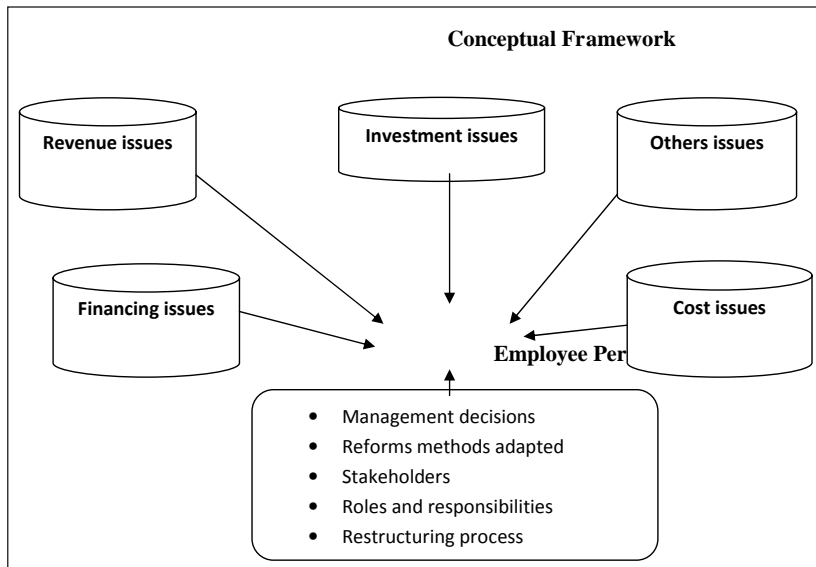 Conceptual Framework
Revenue issues
Investment issues
Others issues
Financing issues
Cost issues
Employee Per
• Management decisions
• Reforms methods adapted
• Stakeholders
• Roles and responsibilities
• Restructuring process